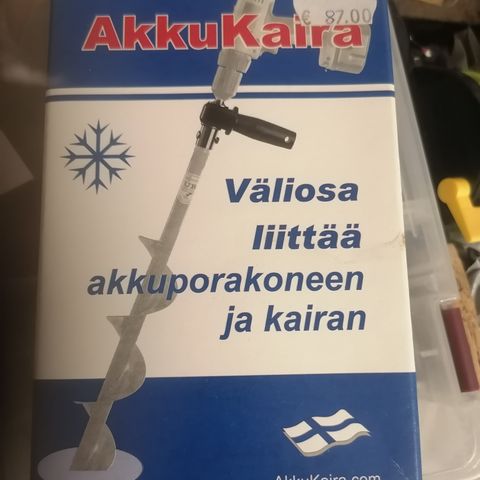 € 87.00
AkkuKaira
Väliosa
liittää
akkuporakoneen
ja kairan
AkkuKaira.com